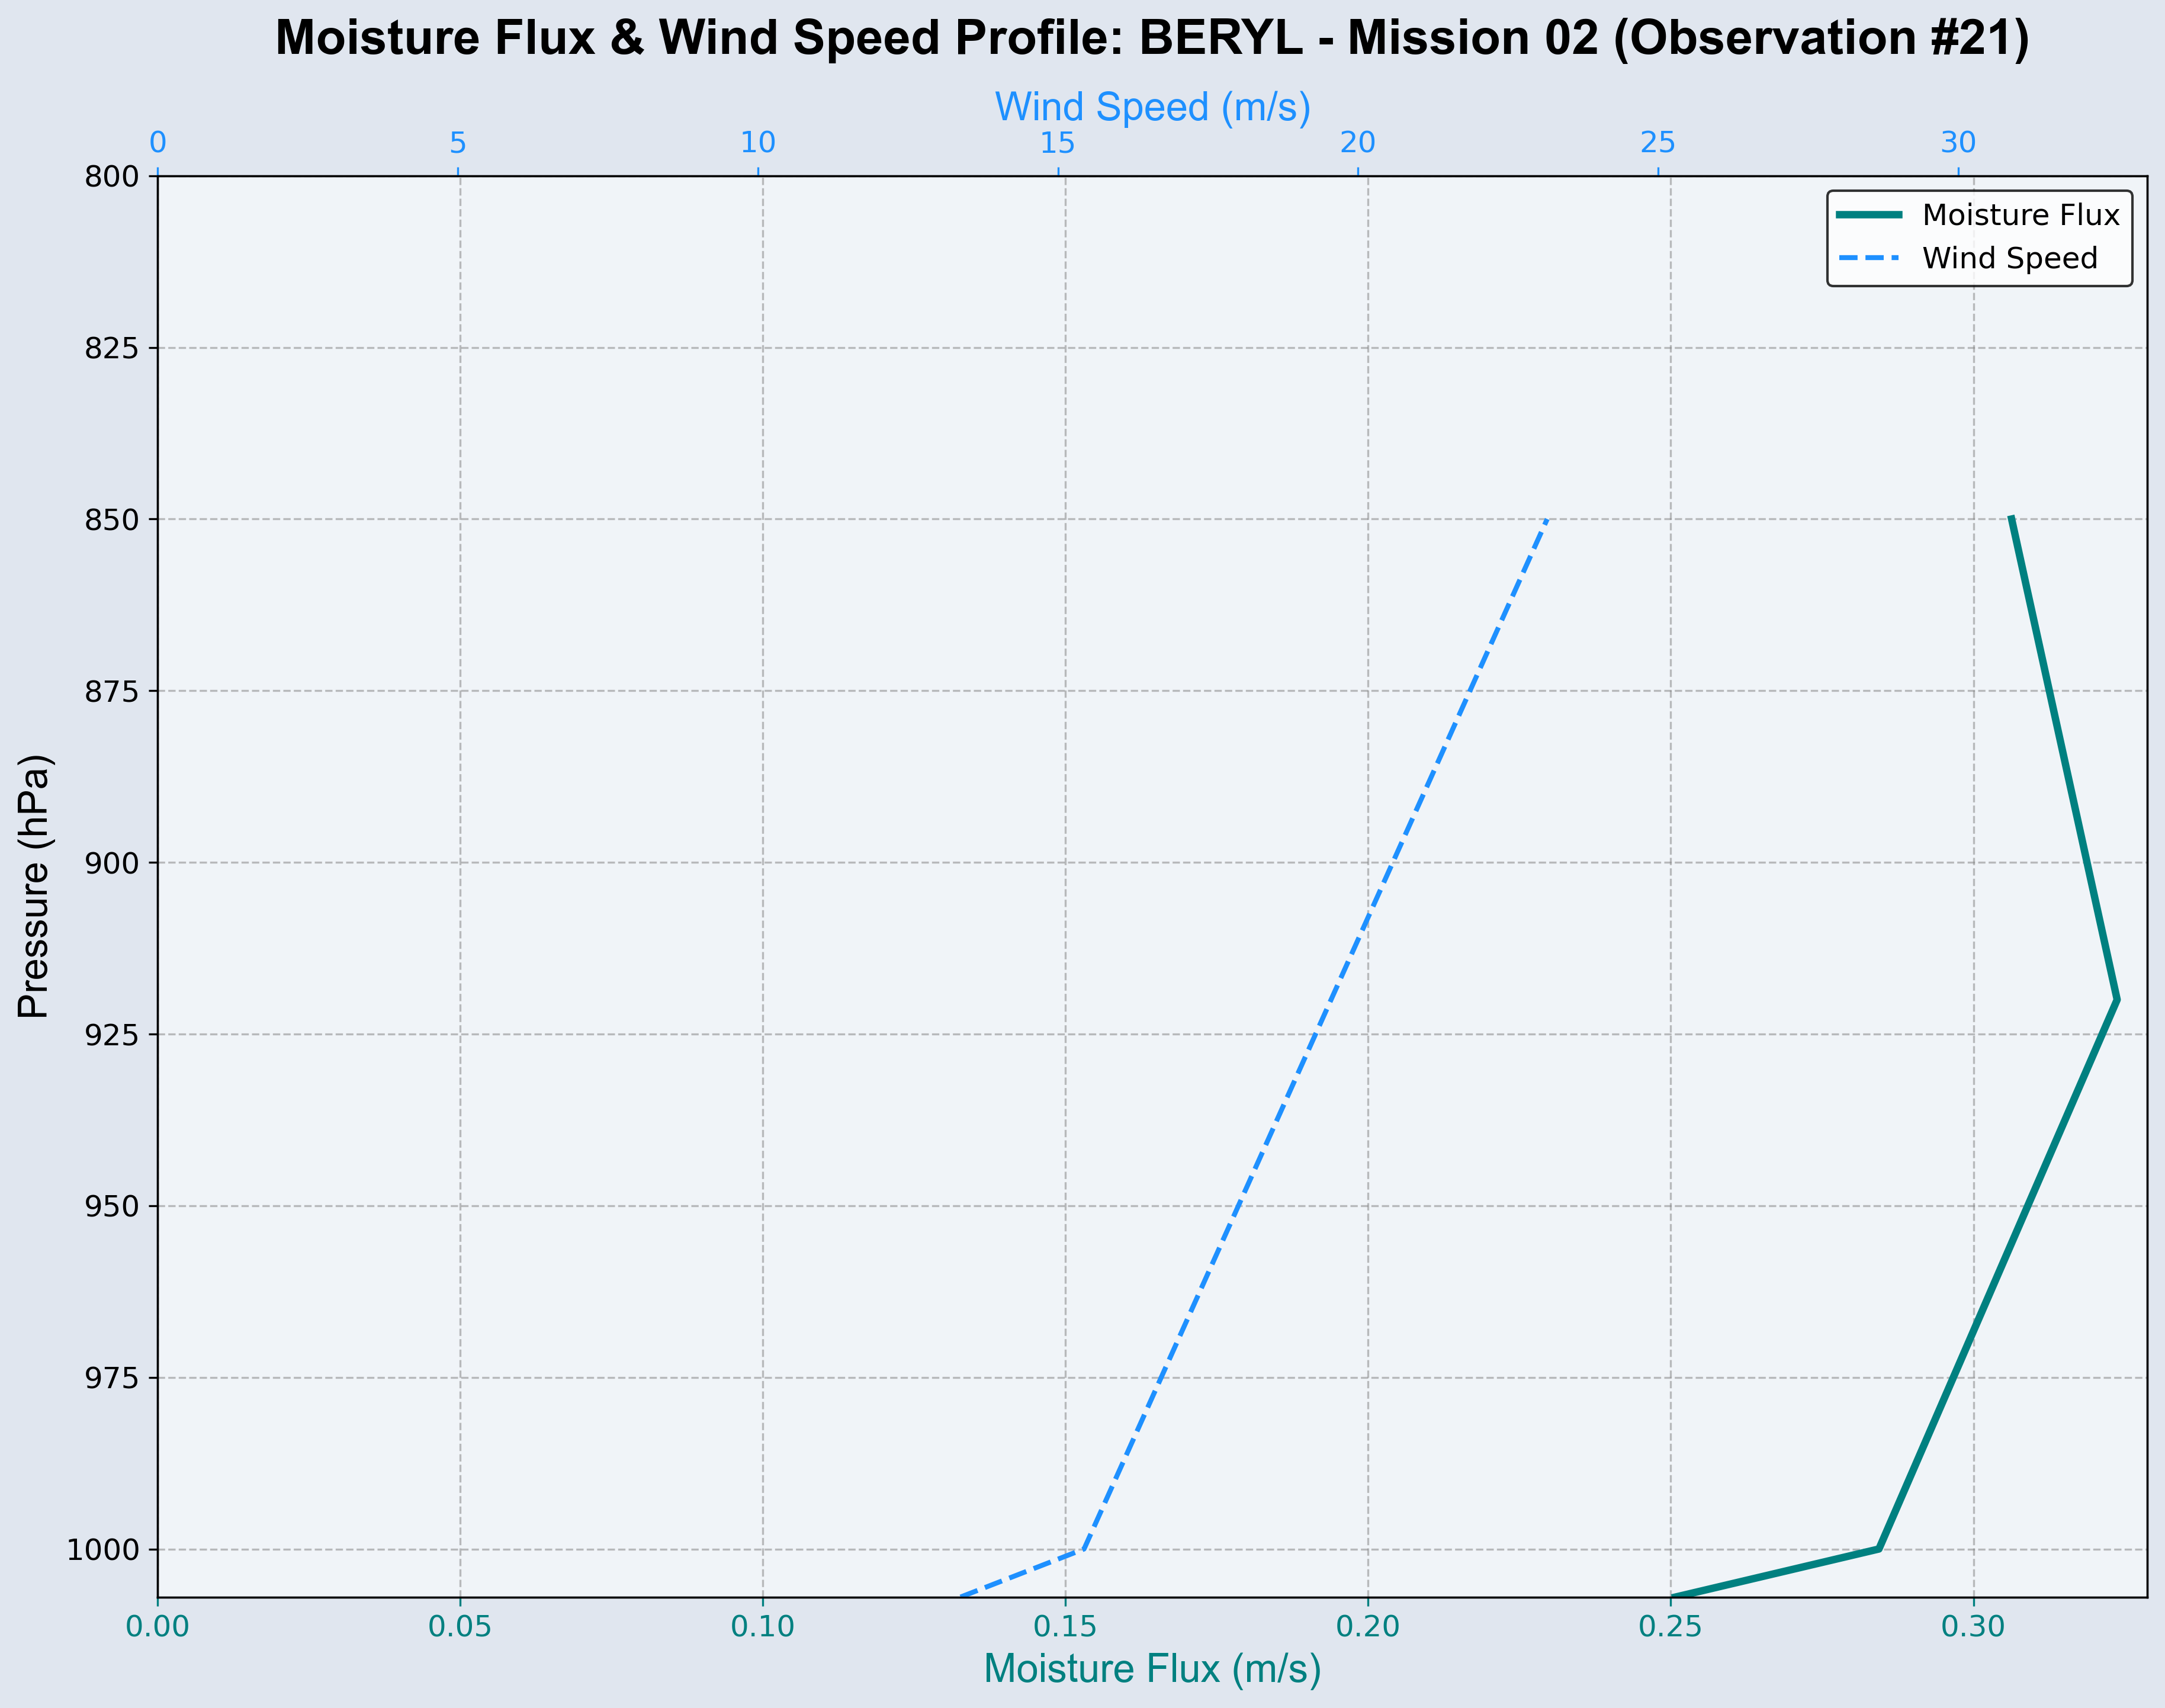 Moisture Flux & Wind Speed Profile: BERYL - Mission 02 (Observation #21)
Wind Speed (m/s)
0 5 10 15 20 25 30
Moisture Flux
Wind Speed
Pressure (hPa)
800
825
850
875
900
925
950
975
1000
0.00 0.05 0.10 0.15 0.20 0.25 0.30
Moisture Flux (m/s)